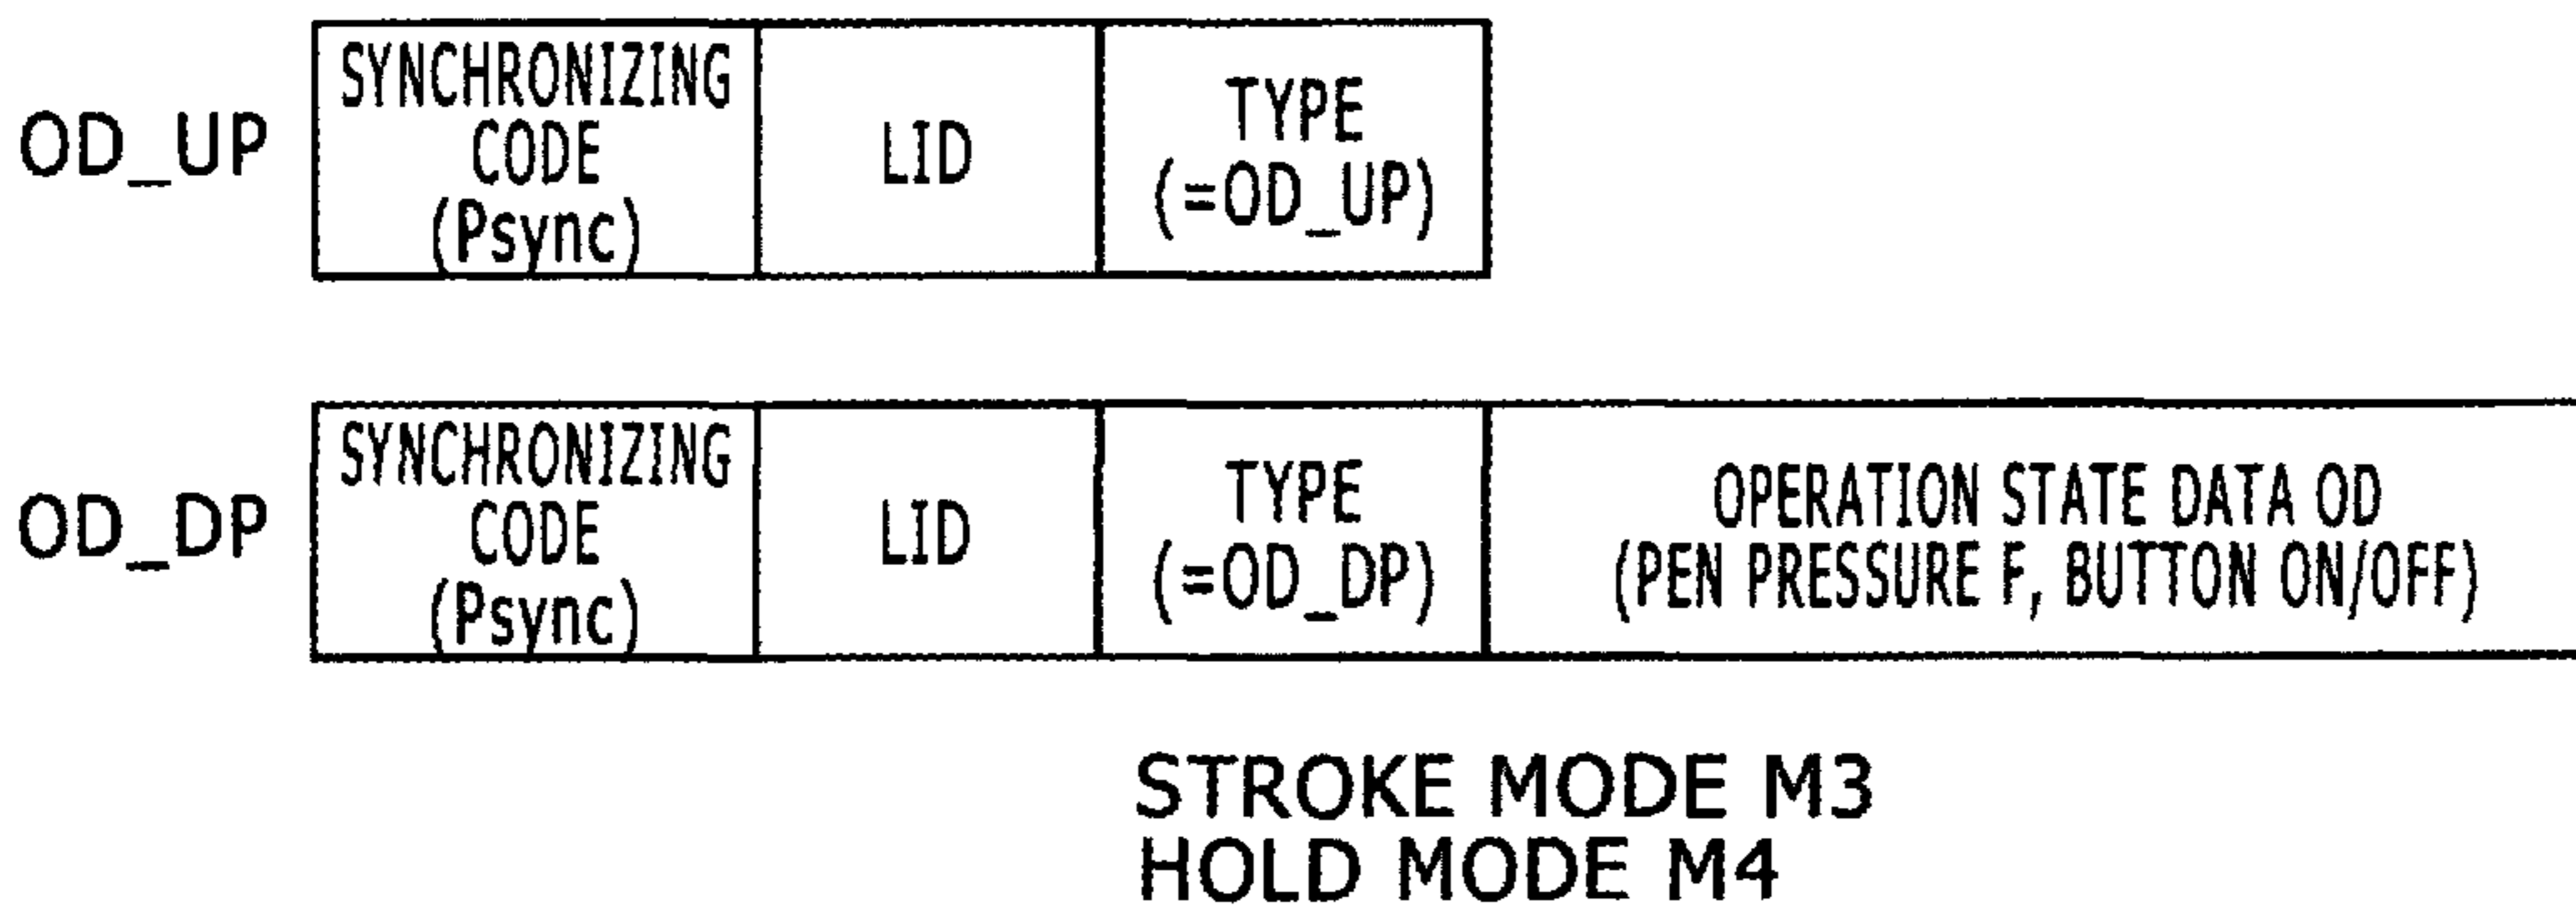 OD_UP
SYNCHRONIZING
CODE
(Psync)
LID
TYPE
(=OD_UP)
OD_DP
SYNCHRONIZING
CODE
(Psync)
LID
TYPE
(=OD_DP)
OPERATION STATE DATA OD
(PEN PRESSURE F, BUTTON ON/OFF)
STROKE MODE M3
HOLD MODE M4